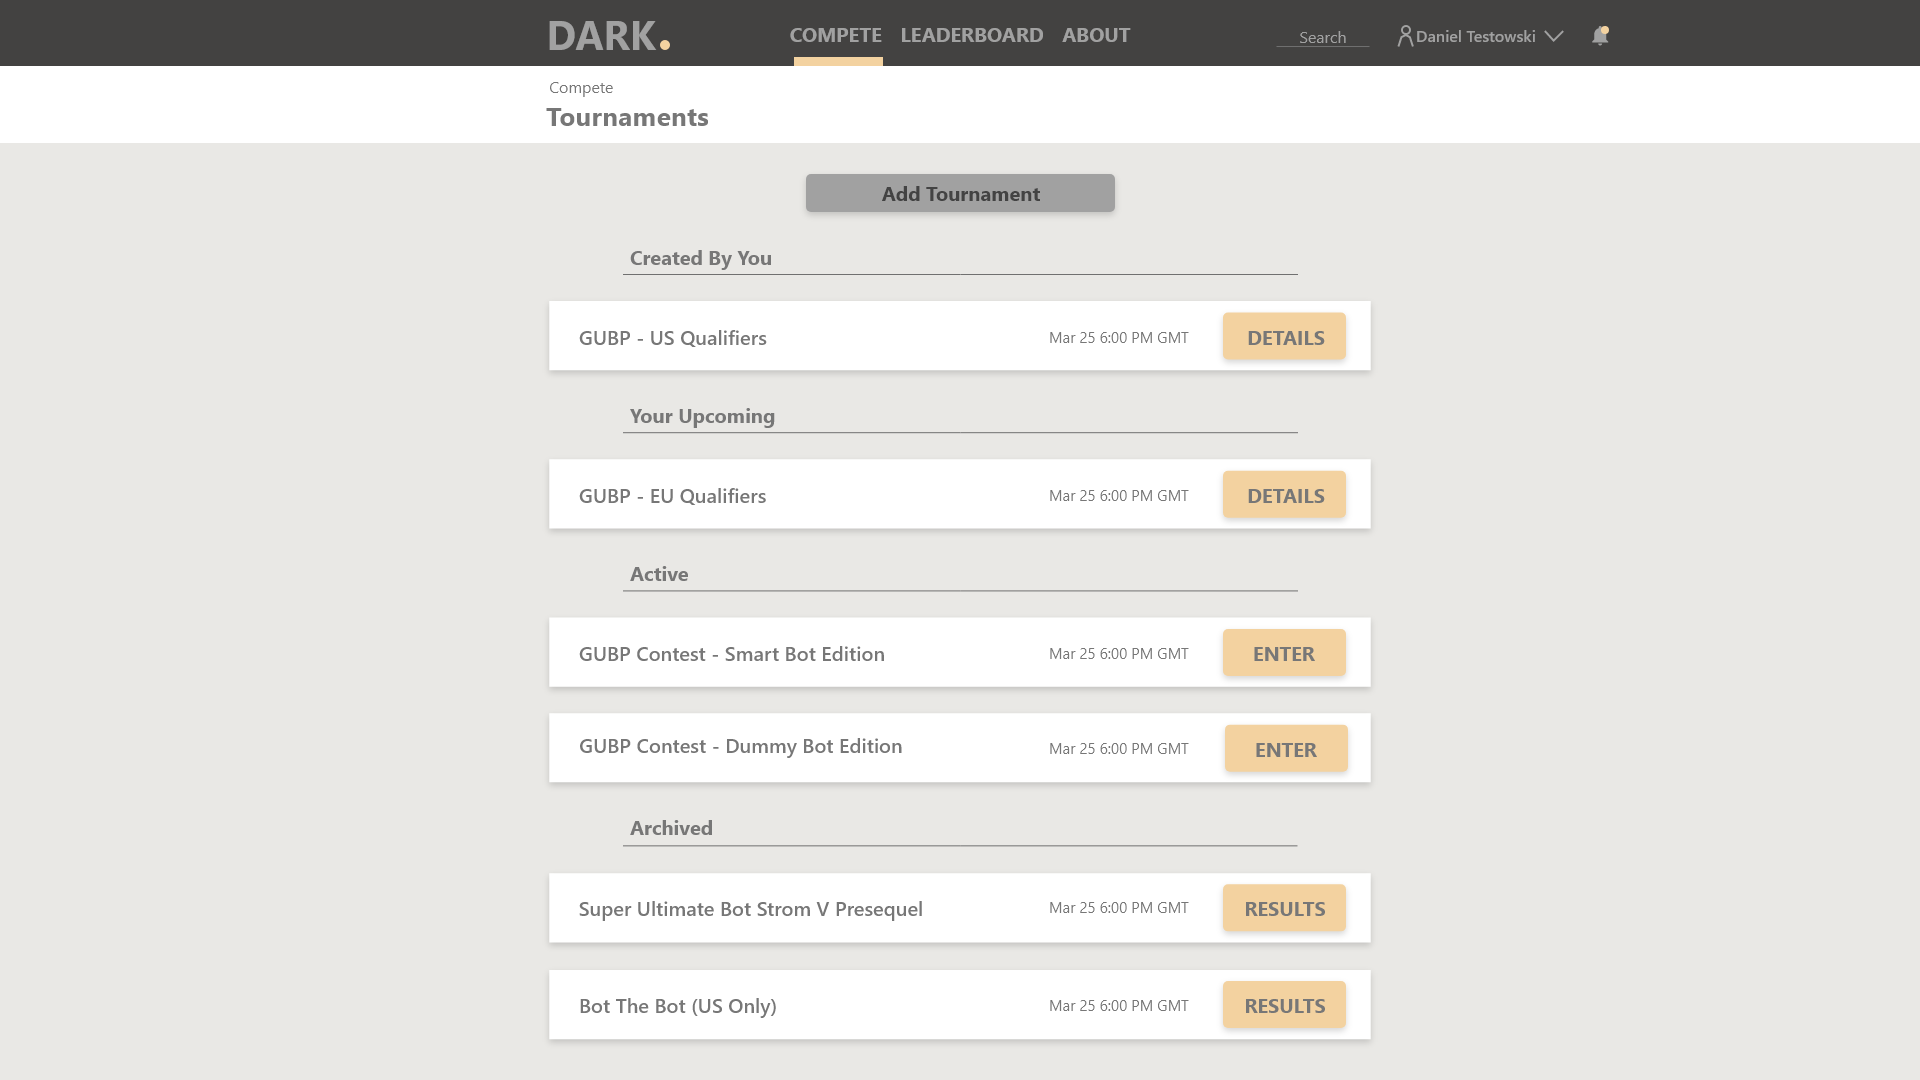 DARK.
COMPETE LEADERBOARD ABOUT
Search
Daniel Testowski
Compete
Tournaments
Add Tournament
Created By You
GUBP - US Qualifiers Mar 25 6:00 PM GMT DETAILS
Your Upcoming
GUBP - EU Qualifiers Mar 25 6:00 PM GMT DETAILS
Active
GUBP Contest - Smart Bot Edition Mar 25 6:00 PM GMT ENTER
GUBP Contest - Dummy Bot Edition Mar 25 6:00 PM GMT ENTER
Archived
Super Ultimate Bot Strom V Presequel Mar 25 6:00 PM GMT RESULTS
Bot The Bot (US Only) Mar 25 6:00 PM GMT RESULTS